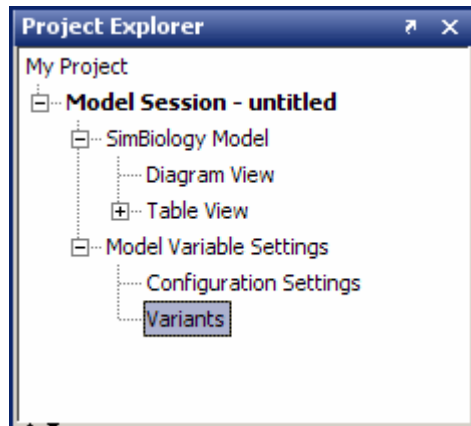 Project Explorer
My Project
Model Session - untitled
SimBiology Model
Diagram View
Table View
Model Variable Settings
Configuration Settings
Variants